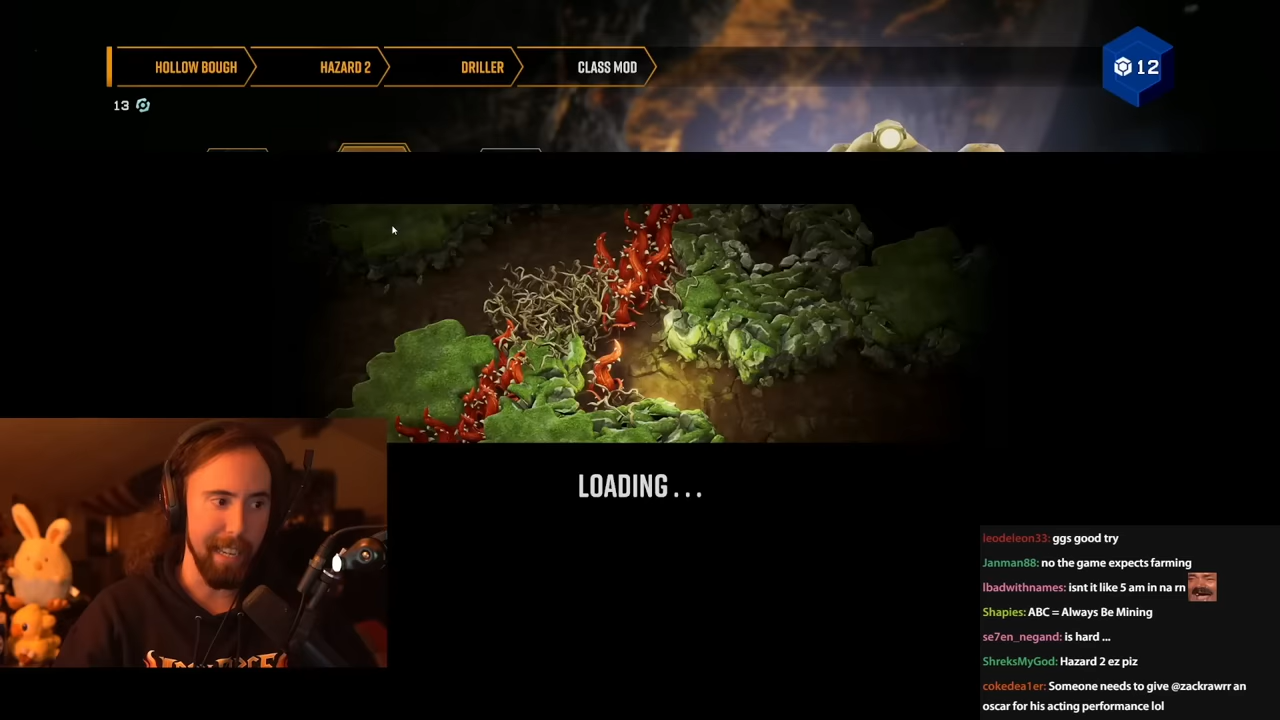 HOLLOW BOUGH
HAZARD 2
DRILLER
CLASS MOD
12
13
LOADING...
leodeleon33: ggs good try
Janman88: no the game expects farming
lbadwithnames: isnt it like 5 am in na rn
Shapies: ABC = Always Be Mining
se7en_negand: is hard ...
ShreksMyGod: Hazard 2 ez piz
cokedea1er: Someone needs to give @zackrawrr an
oscar for his acting performance lol